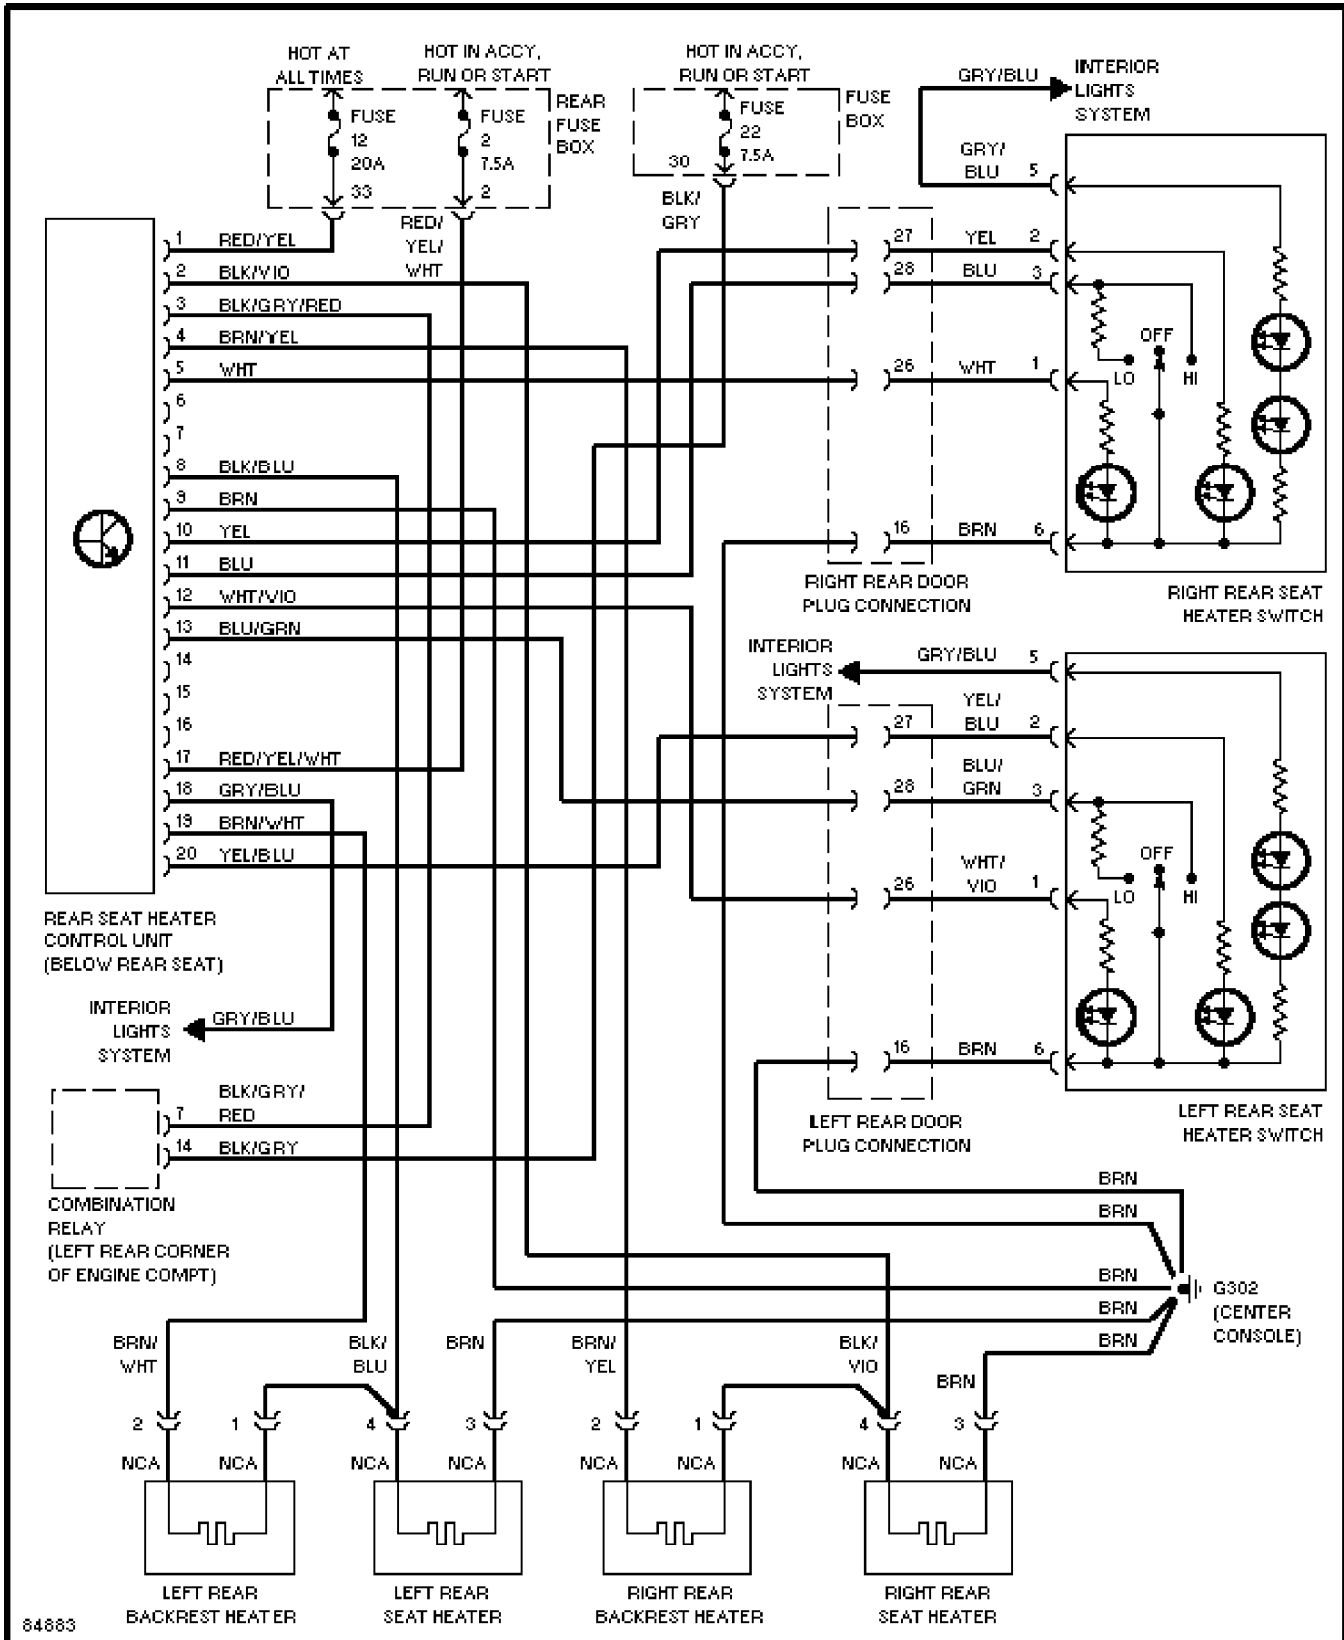 HOT AT
ALL TIMES
HOT IN ACCY,
RUN OR START
HOT IN ACCY,
RUN OR START
FUSE
12
20A
33
FUSE
2
7.5A
2
REAR
FUSE
BOX
FUSE
22
7.5A
30
FUSE
BOX
GRY/BLU
INTERIOR
LIGHTS
SYSTEM
RED/
YEL/
WHT
BLK/
GRY
GRY/
BLU
5
1 RED/YEL
2 BLK/VIO
3 BLK/GRY/RED
4 BRN/YEL
5 WHT
6
7
8 BLK/BLU
9 BRN
10 YEL
11 BLU
12 WHT/VIO
13 BLU/GRN
14
15
16
17 RED/YEL/WHT
18 GRY/BLU
19 BRN/WHT
20 YEL/BLU
REAR SEAT HEATER
CONTROL UNIT
(BELOW REAR SEAT)
27 YEL 2
28 BLU 3
26 WHT 1
16 BRN 6
OFF
LO
HI
RIGHT REAR DOOR
PLUG CONNECTION
RIGHT REAR SEAT
HEATER SWITCH
INTERIOR
LIGHTS
SYSTEM
GRY/BLU 5
27
YEL/
BLU 2
28
BLU/
GRN 3
26
WHT/
VIO 1
16 BRN 6
OFF
LO
HI
LEFT REAR DOOR
PLUG CONNECTION
LEFT REAR SEAT
HEATER SWITCH
INTERIOR
LIGHTS
SYSTEM
GRY/BLU
BLK/GRY/
7 RED
14 BLK/GRY
COMBINATION
RELAY
(LEFT REAR CORNER
OF ENGINE COMPT)
BRN
BRN
BRN
BRN
BRN
G302
(CENTER
CONSOLE)
BRN/
WHT
BLK/
BLU
BRN
BRN/
YEL
BLK/
VIO
BRN
2 1 4 3 2 1 4 3
NCA NCA NCA NCA NCA NCA NCA NCA
LEFT REAR
BACKREST HEATER
LEFT REAR
SEAT HEATER
RIGHT REAR
BACKREST HEATER
RIGHT REAR
SEAT HEATER
84883